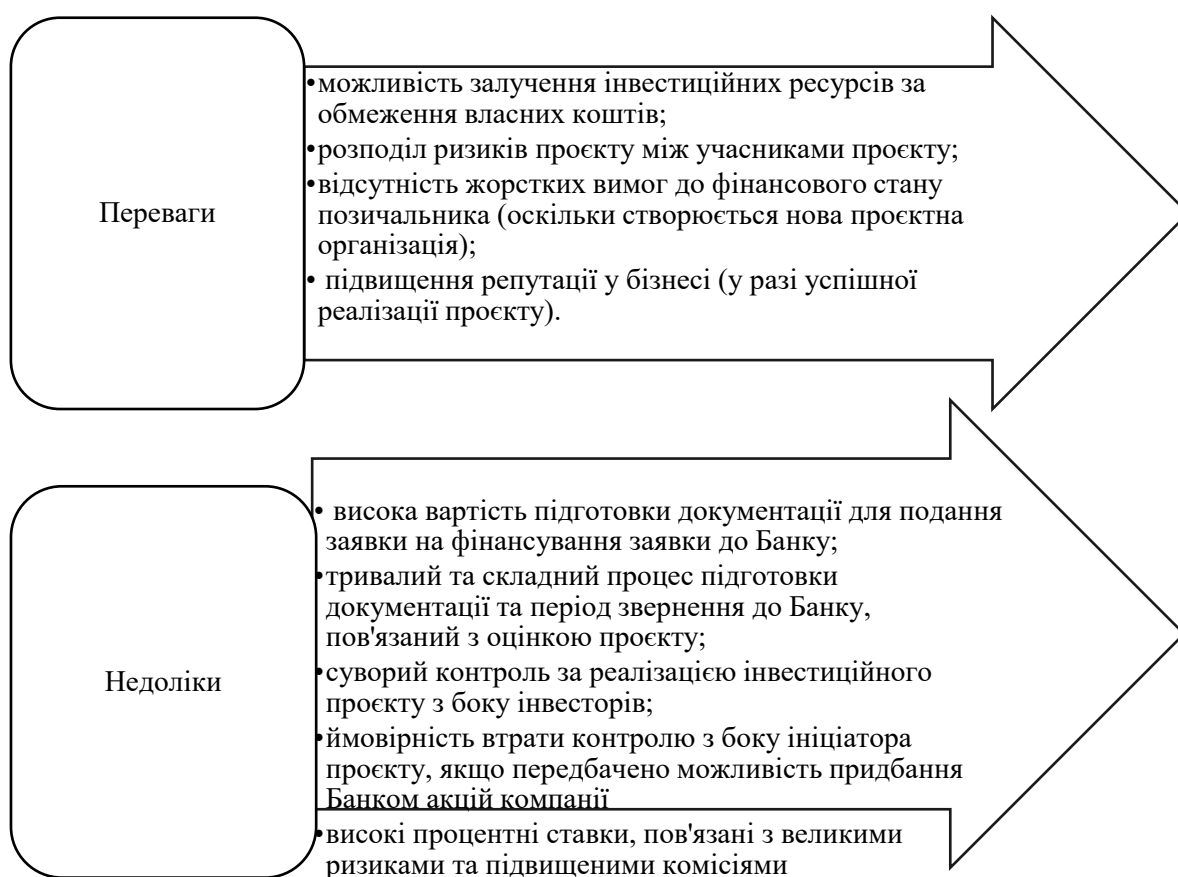 Переваги
•можливість залучення інвестиційних ресурсів за
обмеження власних коштів;
•розподіл ризиків проєкту між учасниками проєкту;
•відсутність жорстких вимог до фінансового стану
позичальника (оскільки створюється нова проєктна
організація);
• підвищення репутації у бізнесі (у разі успішної
реалізації проєкту).
Недоліки
• висока вартість підготовки документації для подання
заявки на фінансування заявки до Банку;
•тривалий та складний процес підготовки
документації та період звернення до Банку,
пов'язаний з оцінкою проєкту;
•суворий контроль за реалізацією інвестиційного
проєкту з боку інвесторів;
•ймовірність втрати контролю з боку ініціатора
проєкту, якщо передбачено можливість придбання
Банком акцій компанії
•високі процентні ставки, пов'язані з великими
ризиками та підвищеними комісіями